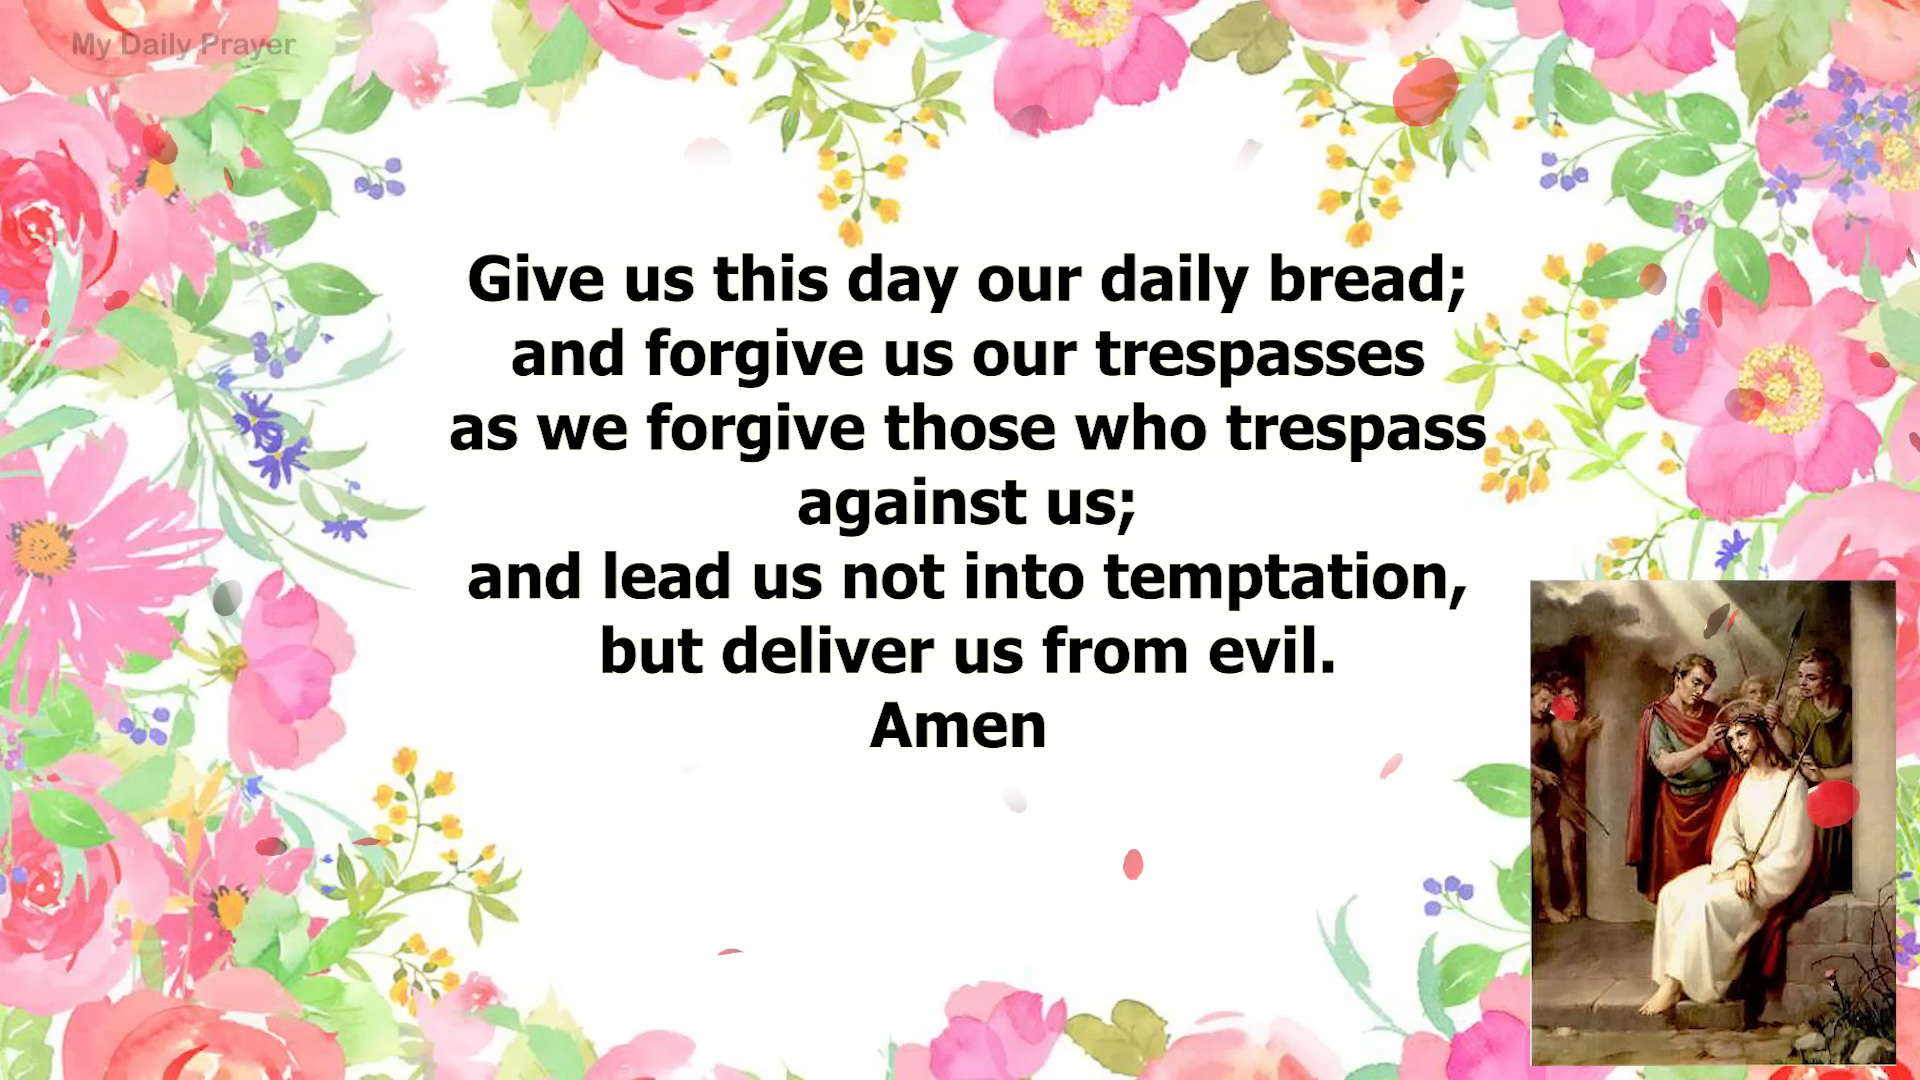 My Daily Prayer
Give us this day our daily bread;
and forgive us our trespasses
as we forgive those who trespass
against us;
and lead us not into temptation,
but deliver us from evil.
Amen